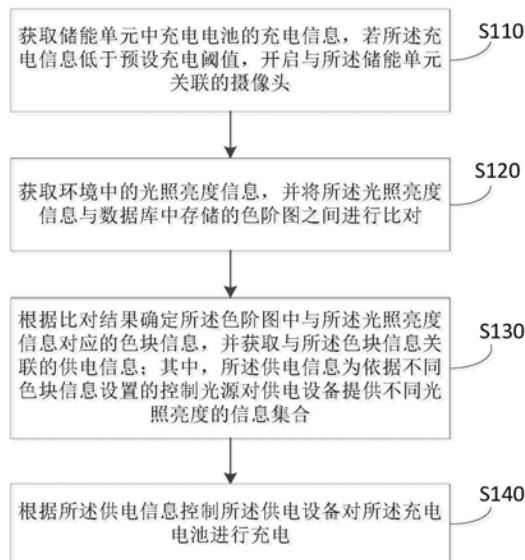 获取储能单元中充电电池的充电信息，若所述充
电信息低于预设充电阈值，开启与所述储能单元
关联的摄像头
S110
获取环境中的光照亮度信息，并将所述光照亮度
信息与数据库中存储的色阶图之间进行比对
S120
根据比对结果确定所述色阶图中与所述光照亮度
信息对应的色块信息，并获取与所述色块信息关
联的供电信息；其中，所述供电信息为依据不同
色块信息设置的控制光源对供电设备提供不同光
照亮度的信息集合
S130
根据所述供电信息控制所述供电设备对所述充电
电池进行充电
S140